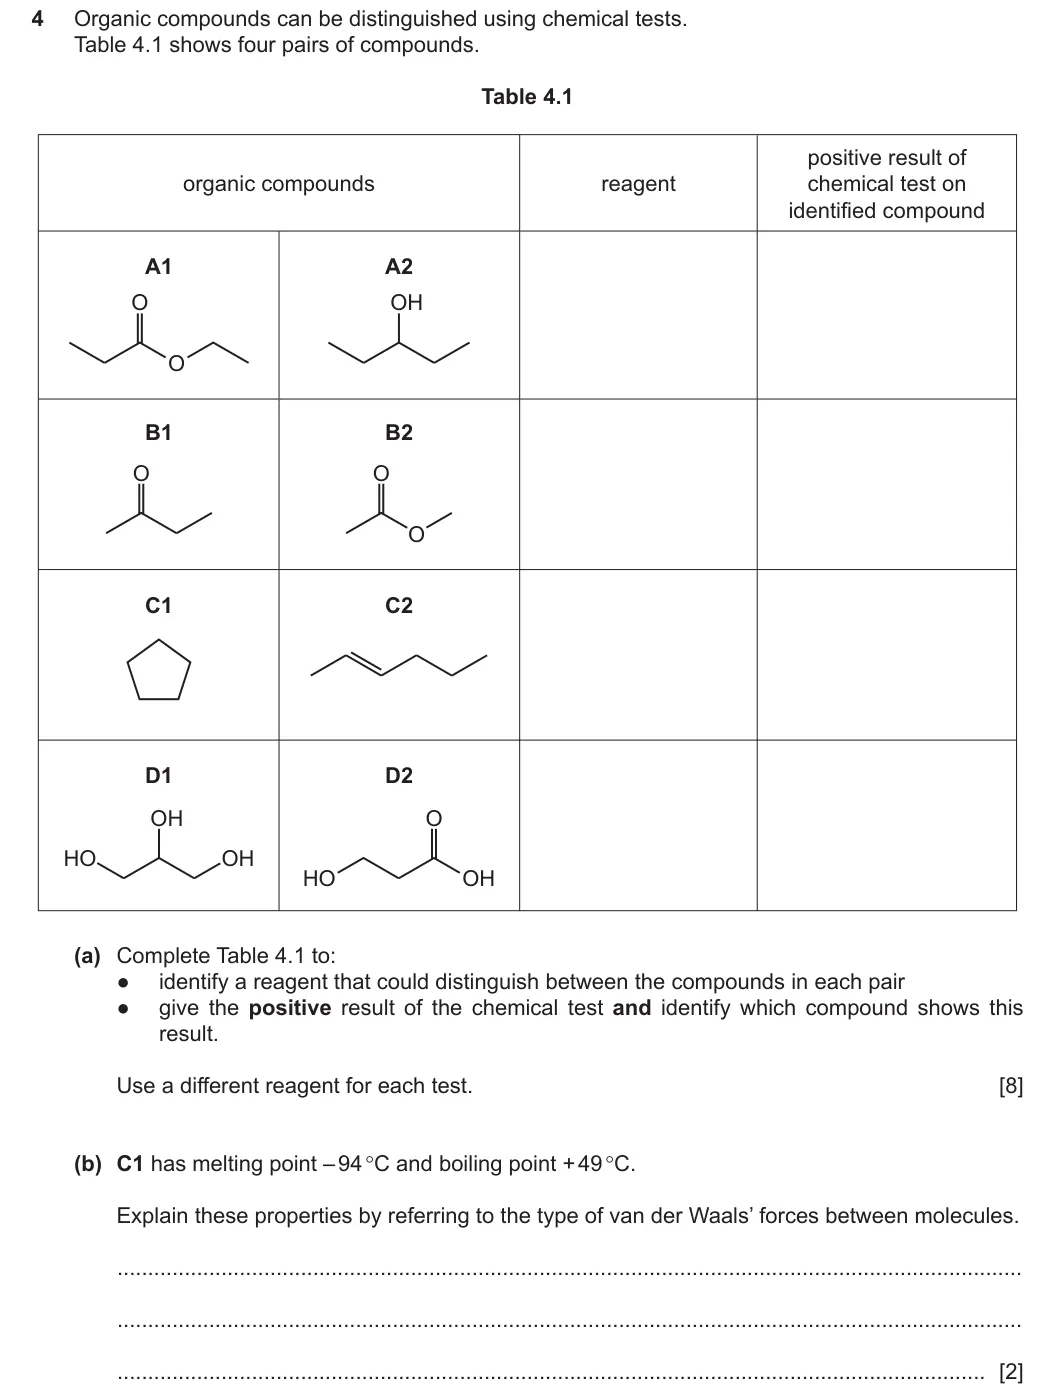 4 Organic compounds can be distinguished using chemical tests.
Table 4.1 shows four pairs of compounds.
Table 4.1
organic compounds
reagent
positive result of
chemical test on
identified compound
A1
O
O
A2
OH
B1
O
B2
O
O
C1
C2
D1
OH
HO
OH
D2
O
HO
OH
(a) Complete Table 4.1 to:
● identify a reagent that could distinguish between the compounds in each pair
● give the positive result of the chemical test and identify which compound shows this
result.
Use a different reagent for each test. [8]
(b) C1 has melting point –94 °C and boiling point +49 °C.
Explain these properties by referring to the type of van der Waals’ forces between molecules.
[2]